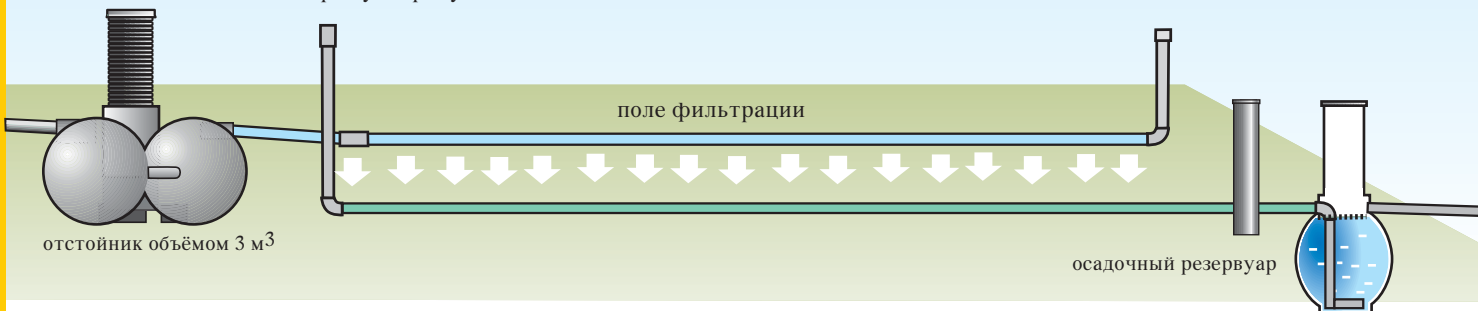 поле фильтрации
отстойник объёмом 3 м3
осадочный резервуар